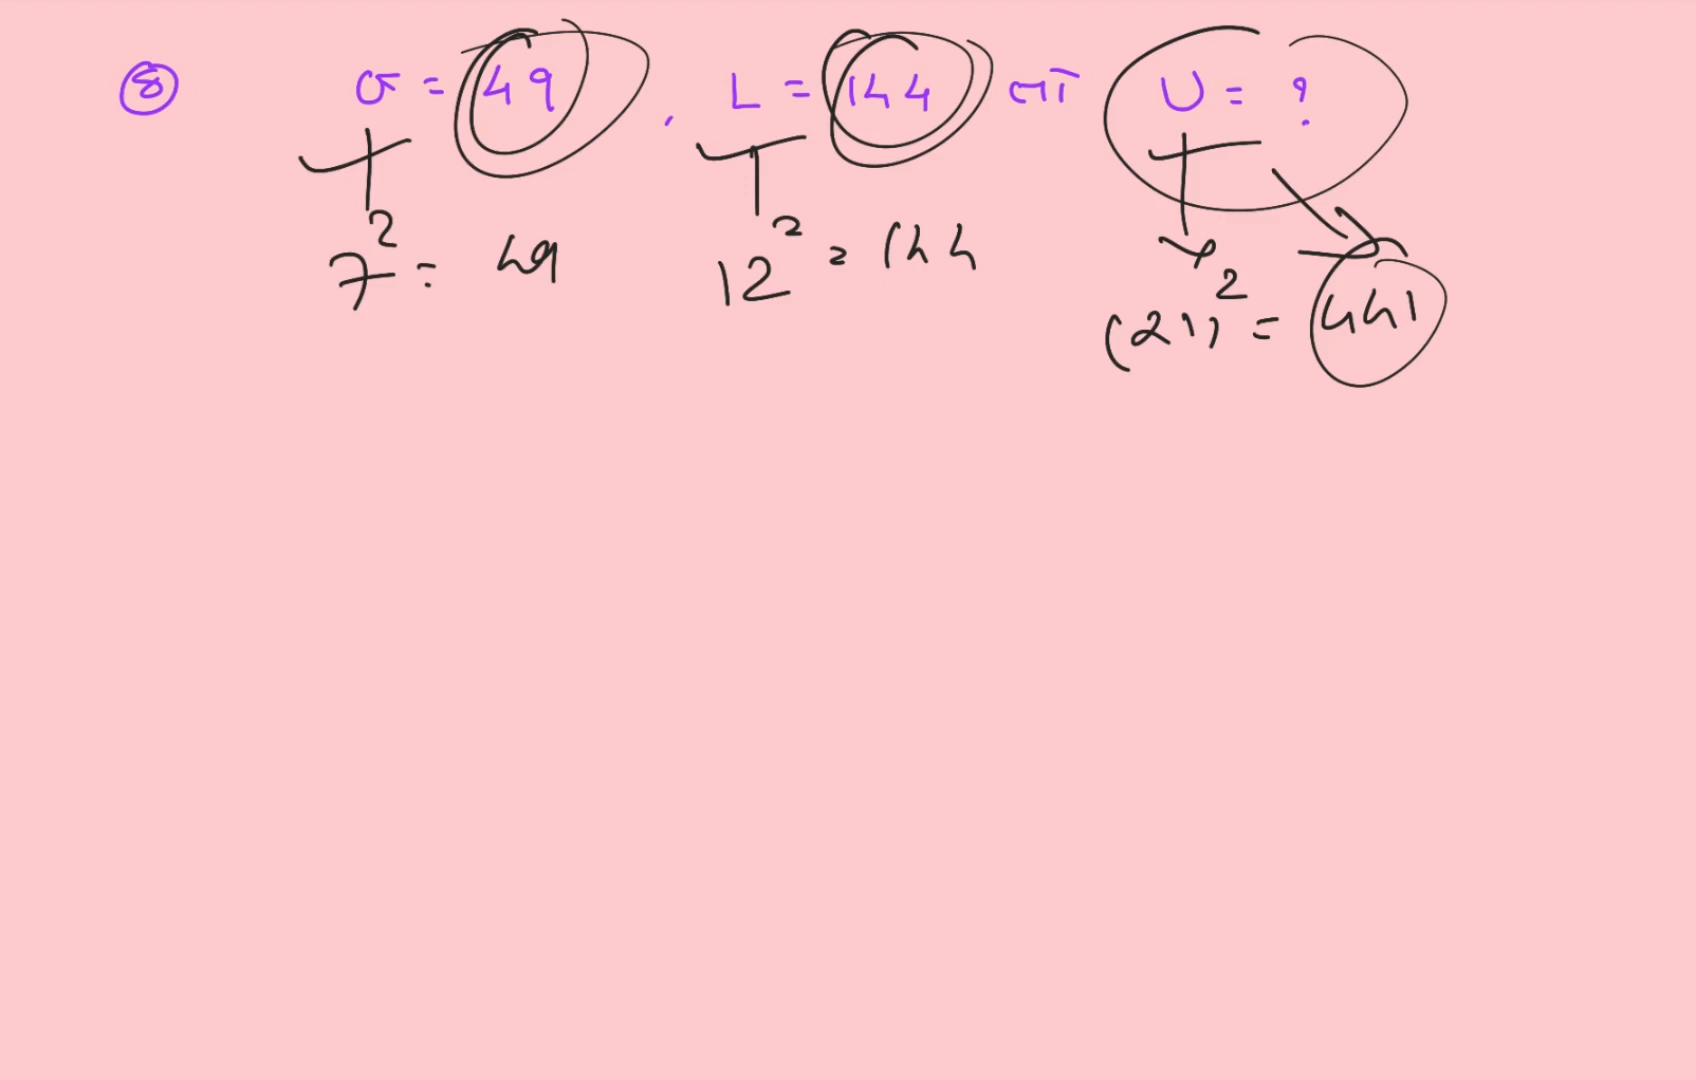 ⑧ G = 49, L = 144 तो U = ?
7² = 49 12² = 144
(21)² = 441